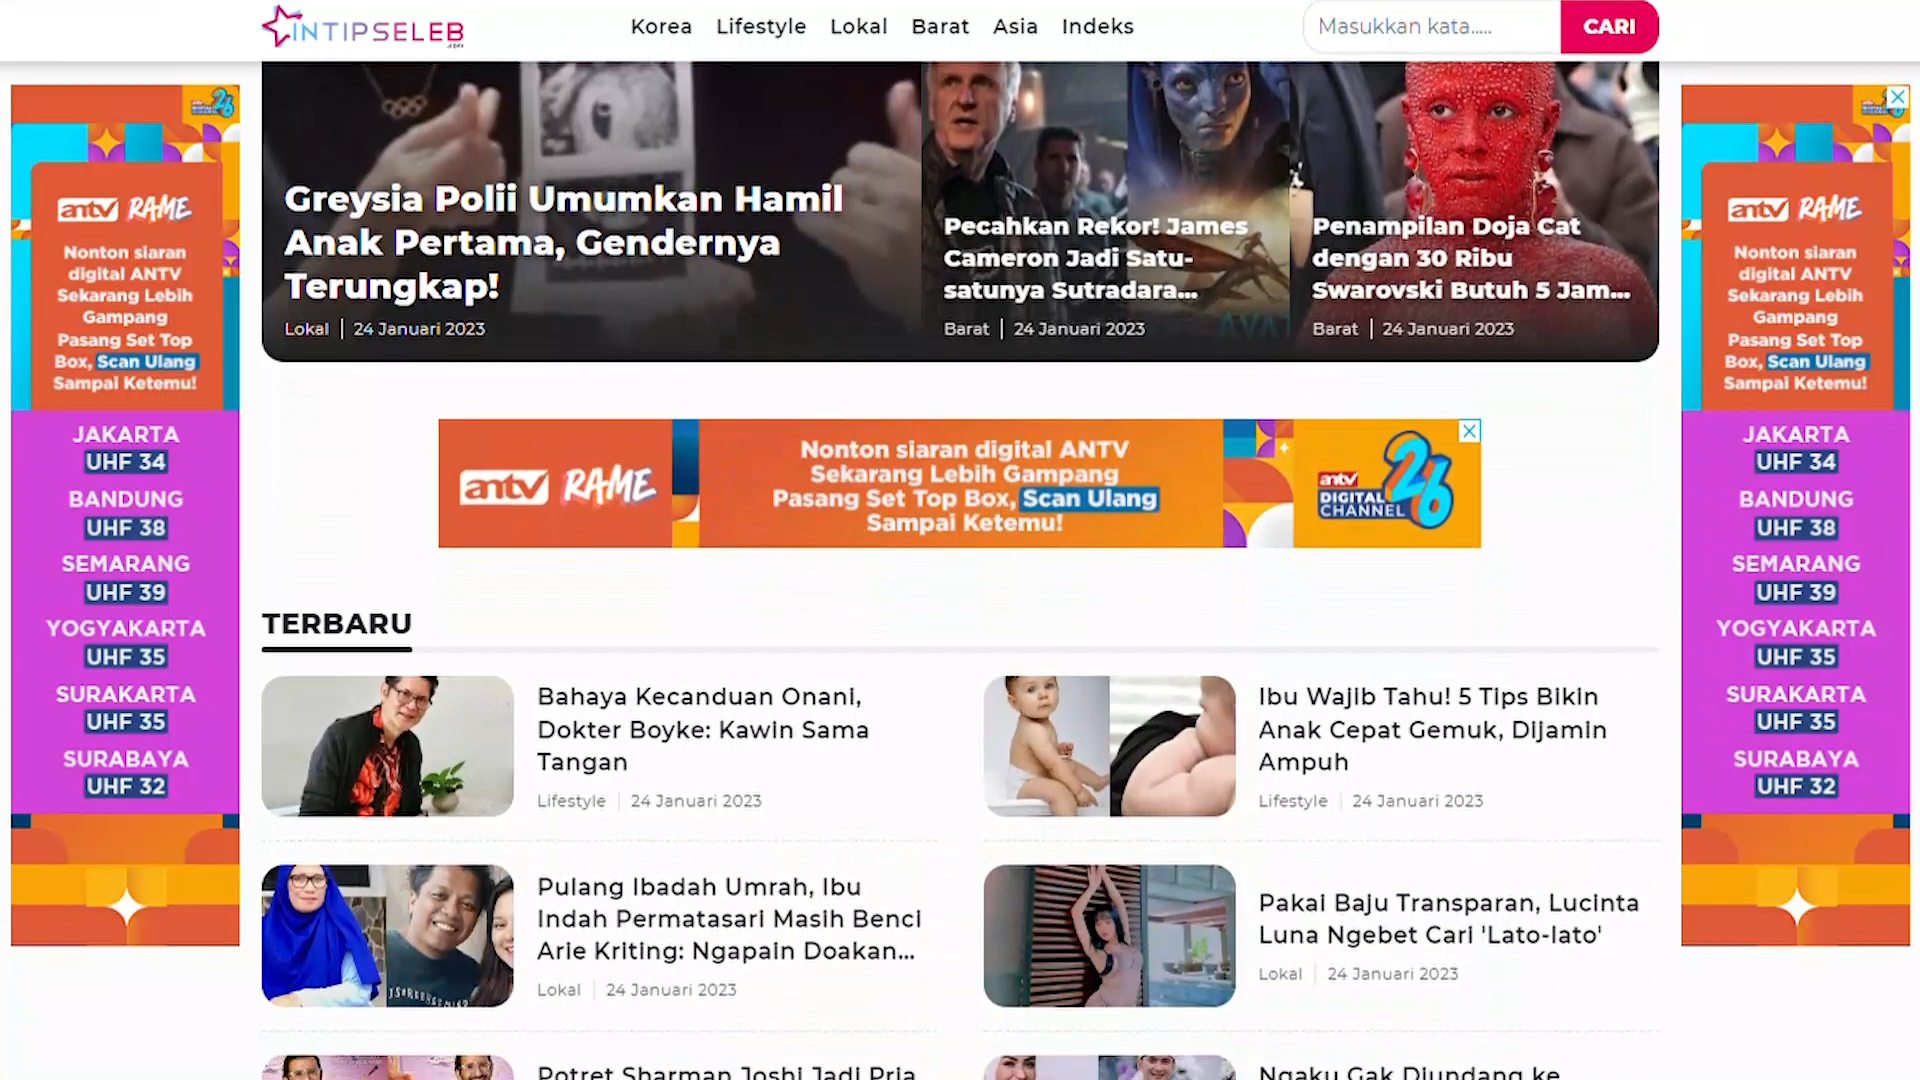 INTIPSELEB
.com
Korea Lifestyle Lokal Barat Asia Indeks
Masukkan kata.....
CARI
Greysia Polii Umumkan Hamil
Anak Pertama, Gendernya
Terungkap!
Lokal | 24 Januari 2023
Pecahkan Rekor! James
Cameron Jadi Satu-
satunya Sutradara...
Barat | 24 Januari 2023
Penampilan Doja Cat
dengan 30 Ribu
Swarovski Butuh 5 Jam...
Barat | 24 Januari 2023
antv RAME
Nonton siaran
digital ANTV
Sekarang Lebih
Gampang
Pasang Set Top
Box, Scan Ulang
Sampai Ketemu!
JAKARTA
UHF 34
BANDUNG
UHF 38
SEMARANG
UHF 39
YOGYAKARTA
UHF 35
SURAKARTA
UHF 35
SURABAYA
UHF 32
antv RAME
Nonton siaran digital ANTV
Sekarang Lebih Gampang
Pasang Set Top Box, Scan Ulang
Sampai Ketemu!
antv
DIGITAL
CHANNEL 26
TERBARU
Bahaya Kecanduan Onani,
Dokter Boyke: Kawin Sama
Tangan
Lifestyle | 24 Januari 2023
Ibu Wajib Tahu! 5 Tips Bikin
Anak Cepat Gemuk, Dijamin
Ampuh
Lifestyle | 24 Januari 2023
Pulang Ibadah Umrah, Ibu
Indah Permatasari Masih Benci
Arie Kriting: Ngapain Doakan...
Lokal | 24 Januari 2023
Pakai Baju Transparan, Lucinta
Luna Ngebet Cari 'Lato-lato'
Lokal | 24 Januari 2023
Potret Sharman Joshi Jadi Pria
Ngaku Gak Diundang ke
antv RAME
Nonton siaran
digital ANTV
Sekarang Lebih
Gampang
Pasang Set Top
Box, Scan Ulang
Sampai Ketemu!
JAKARTA
UHF 34
BANDUNG
UHF 38
SEMARANG
UHF 39
YOGYAKARTA
UHF 35
SURAKARTA
UHF 35
SURABAYA
UHF 32